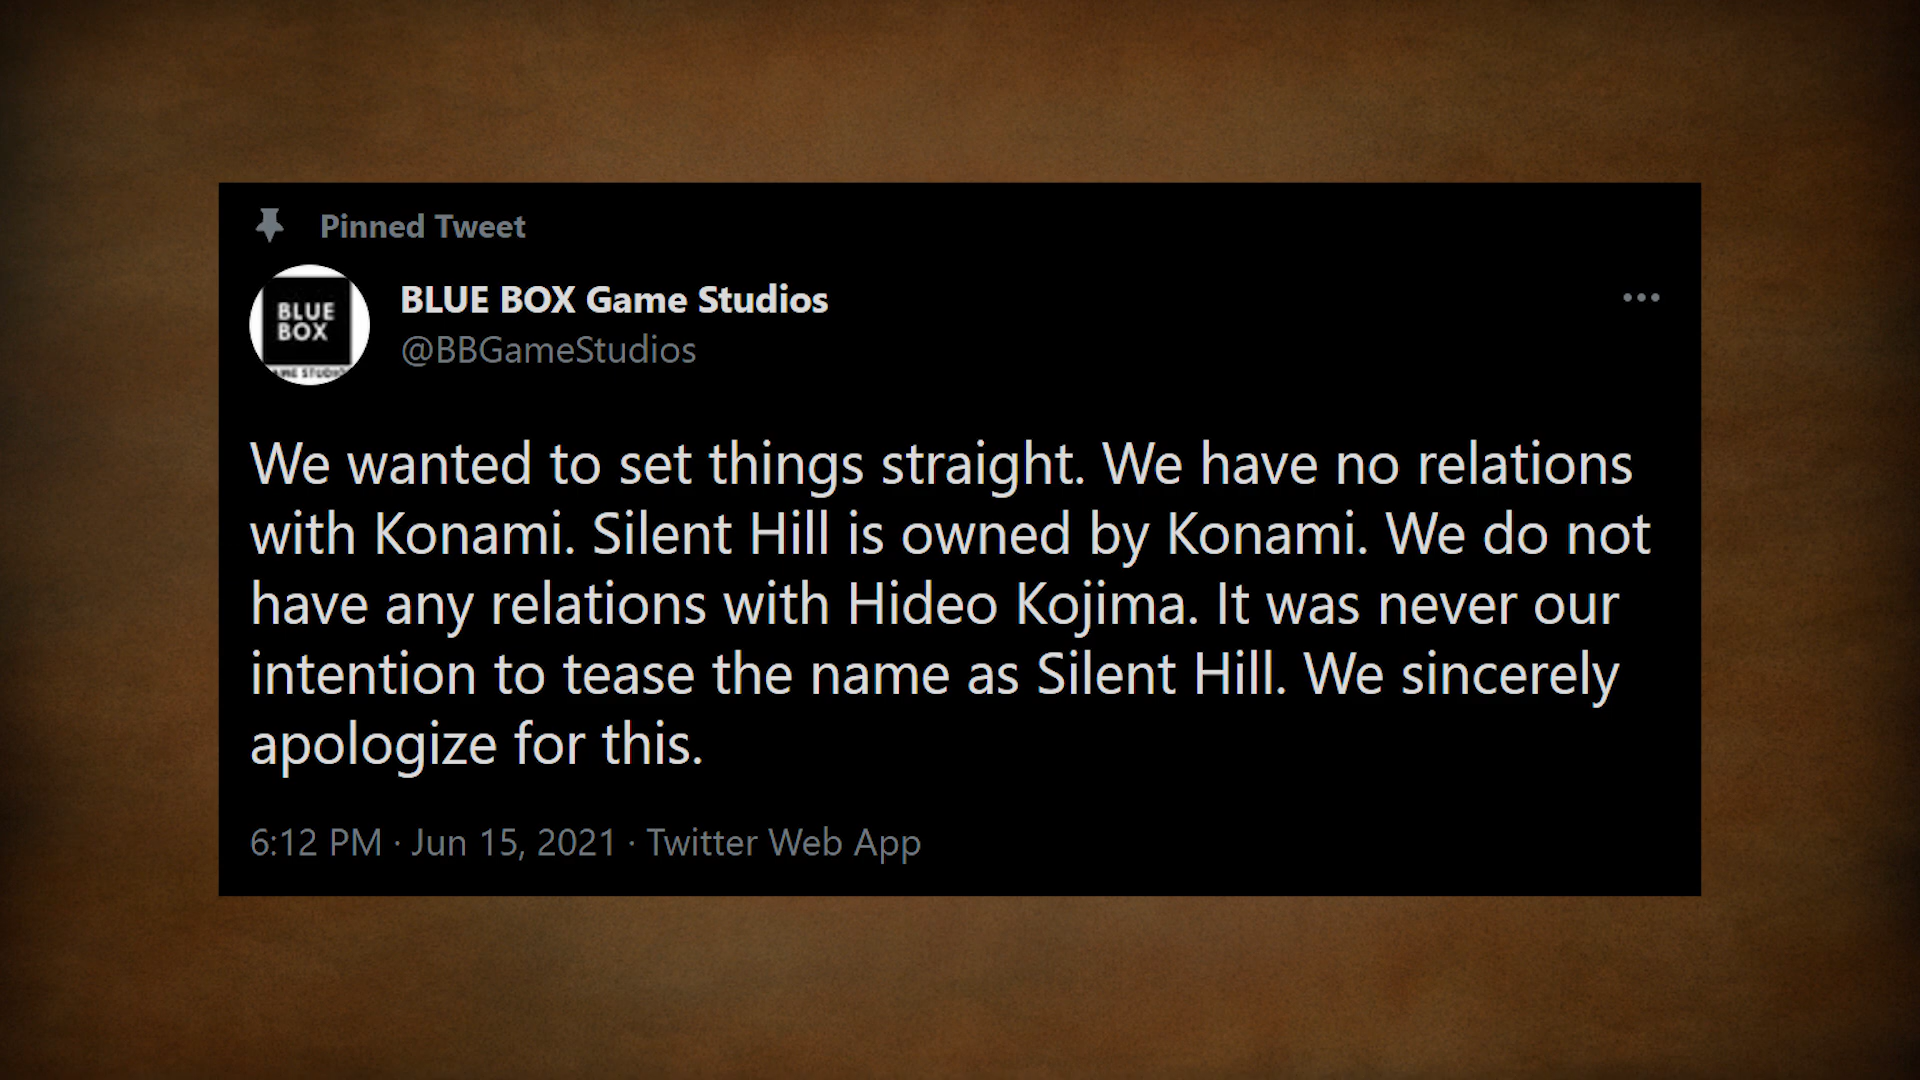 Pinned Tweet
BLUE BOX Game Studios
BLUE
BOX
@BBGameStudios
We wanted to set things straight. We have no relations
with Konami. Silent Hill is owned by Konami. We do not
have any relations with Hideo Kojima. It was never our
intention to tease the name as Silent Hill. We sincerely
apologize for this.
6:12 PM · Jun 15, 2021 · Twitter Web App